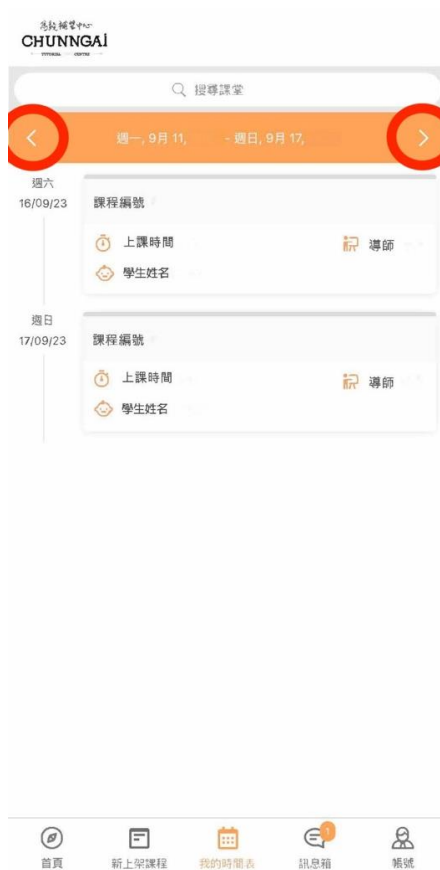 CHUNNGAI
搜尋課堂
週一, 9月 11, - 週日, 9月 17,
週六
16/09/23
課程編號
上課時間 導師
學生姓名
週日
17/09/23
課程編號
上課時間 導師
學生姓名
1
首頁 新上架課程 我的時間表 訊息箱 帳號